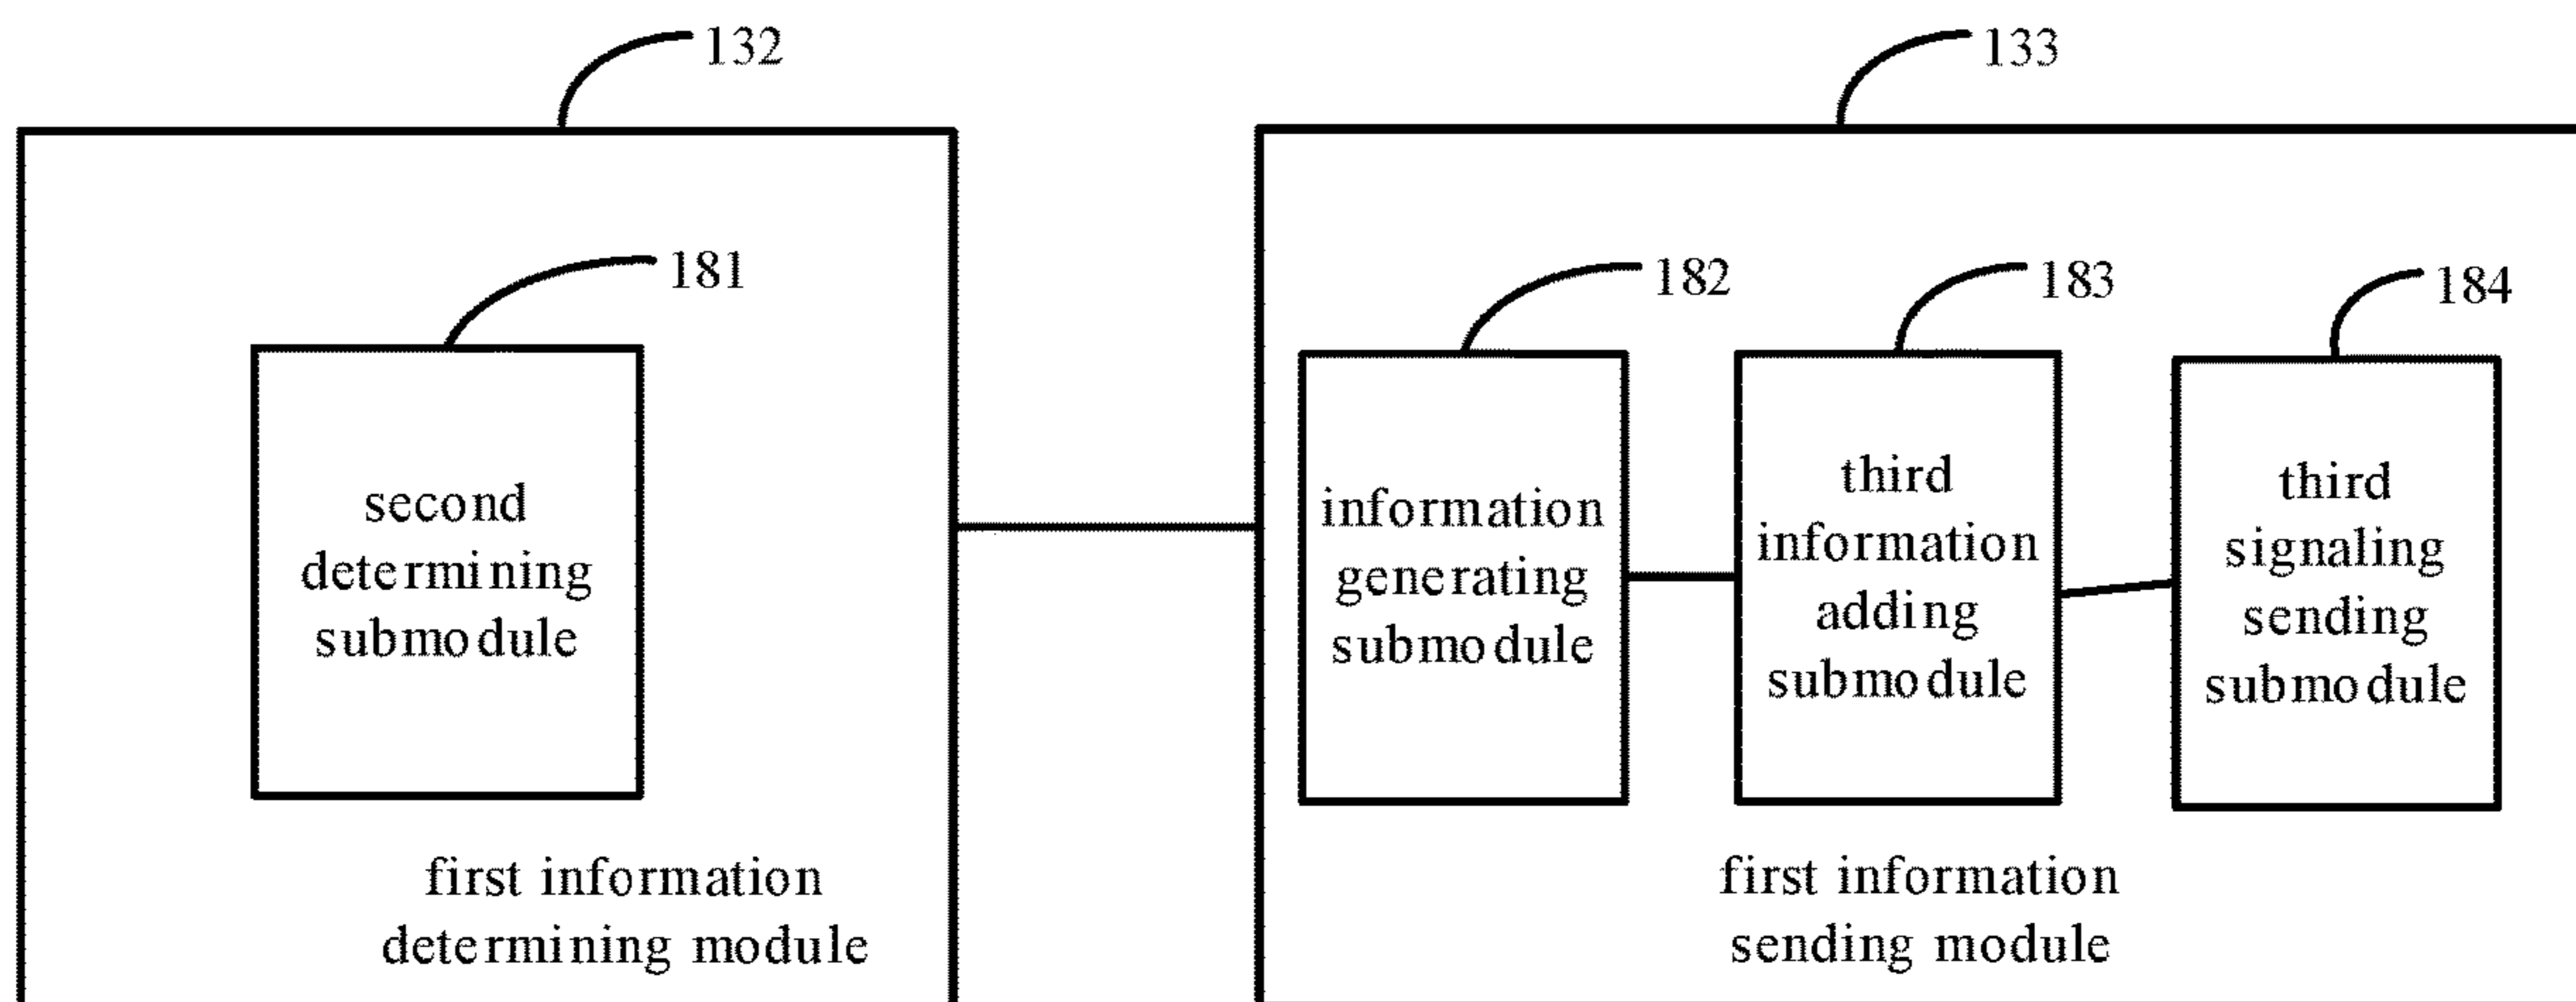 132
133
181
182
183
184
second
determining
submodule
information
generating
submodule
third
information
adding
submodule
third
signaling
sending
submodule
first information
determining module
first information
sending module